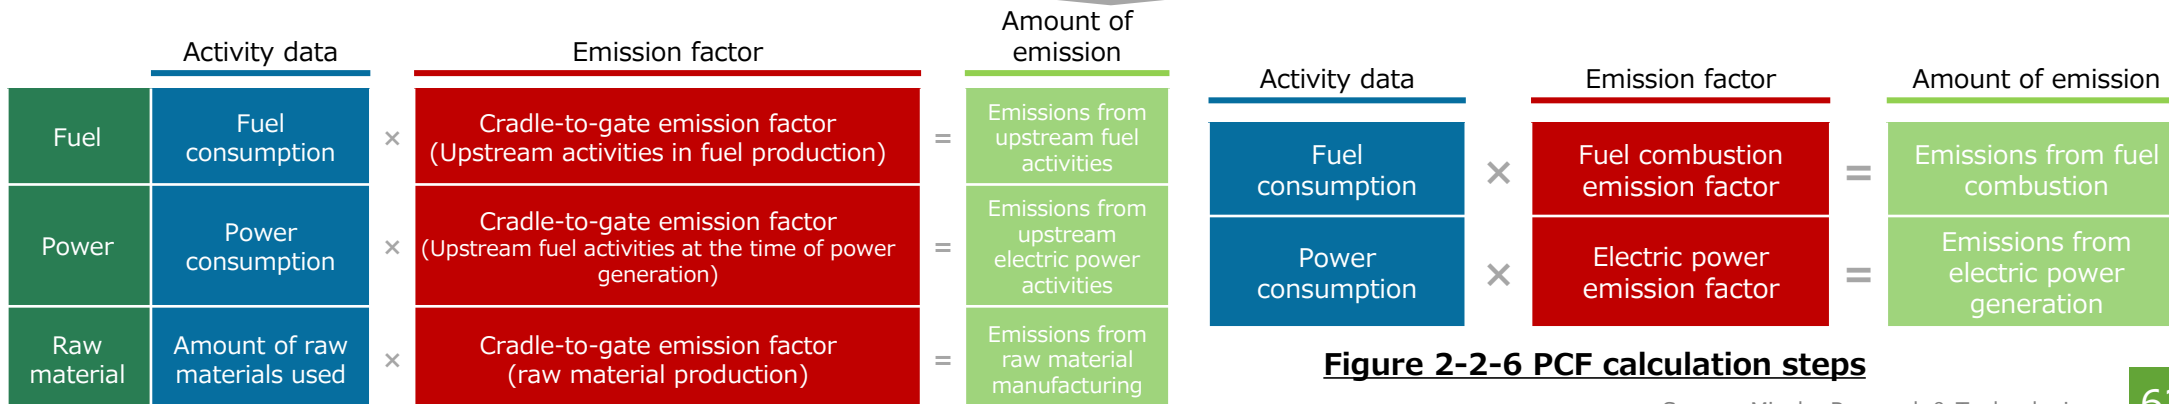 Activity data
Emission factor
Amount of
emission
Fuel
Fuel
consumption
×
Cradle-to-gate emission factor
(Upstream activities in fuel production)
=
Emissions from
upstream fuel
activities
Power
Power
consumption
×
Cradle-to-gate emission factor
(Upstream fuel activities at the time of power
generation)
=
Emissions from
upstream
electric power
activities
Raw
material
Amount of raw
materials used
×
Cradle-to-gate emission factor
(raw material production)
=
Emissions from
raw material
manufacturing
Activity data
Emission factor
Amount of emission
Fuel
consumption
×
Fuel combustion
emission factor
=
Emissions from fuel
combustion
Power
consumption
×
Electric power
emission factor
=
Emissions from
electric power
generation
Figure 2-2-6 PCF calculation steps